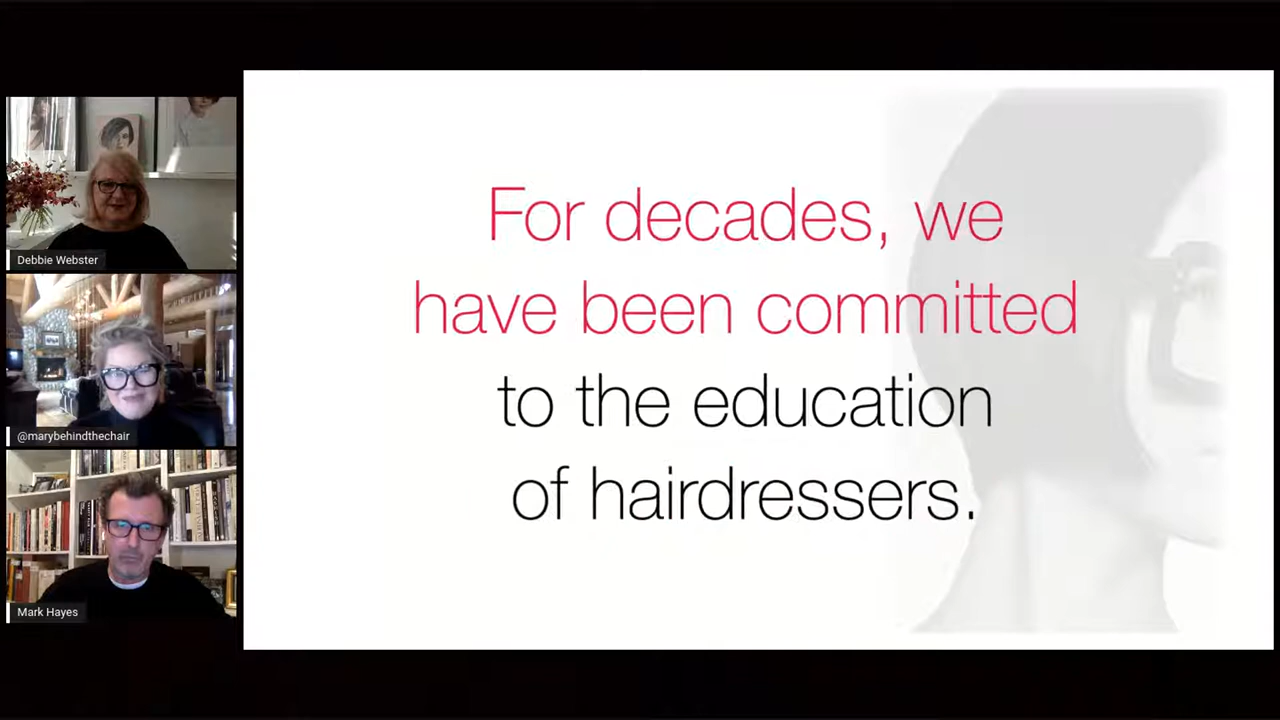 Debbie Webster
@marybehindthechair
Mark Hayes
For decades, we
have been committed
to the education
of hairdressers.